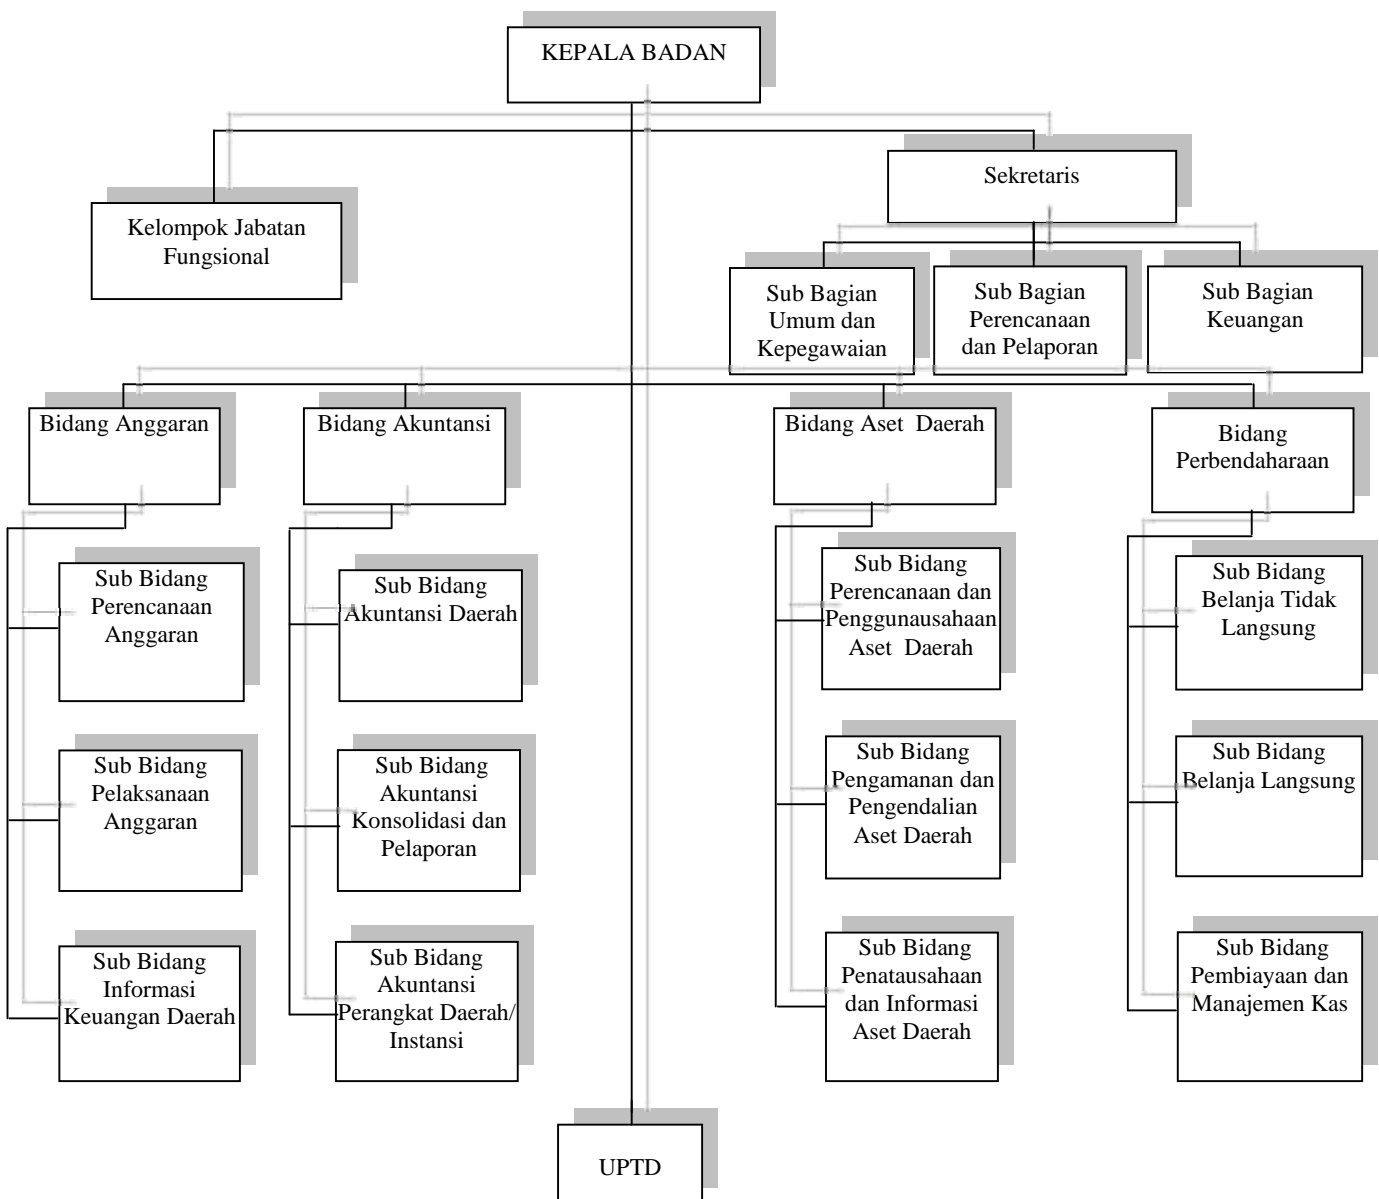 KEPALA BADAN
Sekretaris
Kelompok Jabatan
Fungsional
Sub Bagian
Umum dan
Kepegawaian
Sub Bagian
Perencanaan
dan Pelaporan
Sub Bagian
Keuangan
Bidang Anggaran
Bidang Akuntansi
Bidang Aset Daerah
Bidang
Perbendaharaan
Sub Bidang
Perencanaan
Anggaran
Sub Bidang
Akuntansi Daerah
Sub Bidang
Perencanaan dan
Penggunausahaan
Aset Daerah
Sub Bidang
Belanja Tidak
Langsung
Sub Bidang
Pelaksanaan
Anggaran
Sub Bidang
Akuntansi
Konsolidasi dan
Pelaporan
Sub Bidang
Pengamanan dan
Pengendalian
Aset Daerah
Sub Bidang
Belanja Langsung
Sub Bidang
Informasi
Keuangan Daerah
Sub Bidang
Akuntansi
Perangkat Daerah/
Instansi
Sub Bidang
Penatausahaan
dan Informasi
Aset Daerah
Sub Bidang
Pembiayaan dan
Manajemen Kas
UPTD